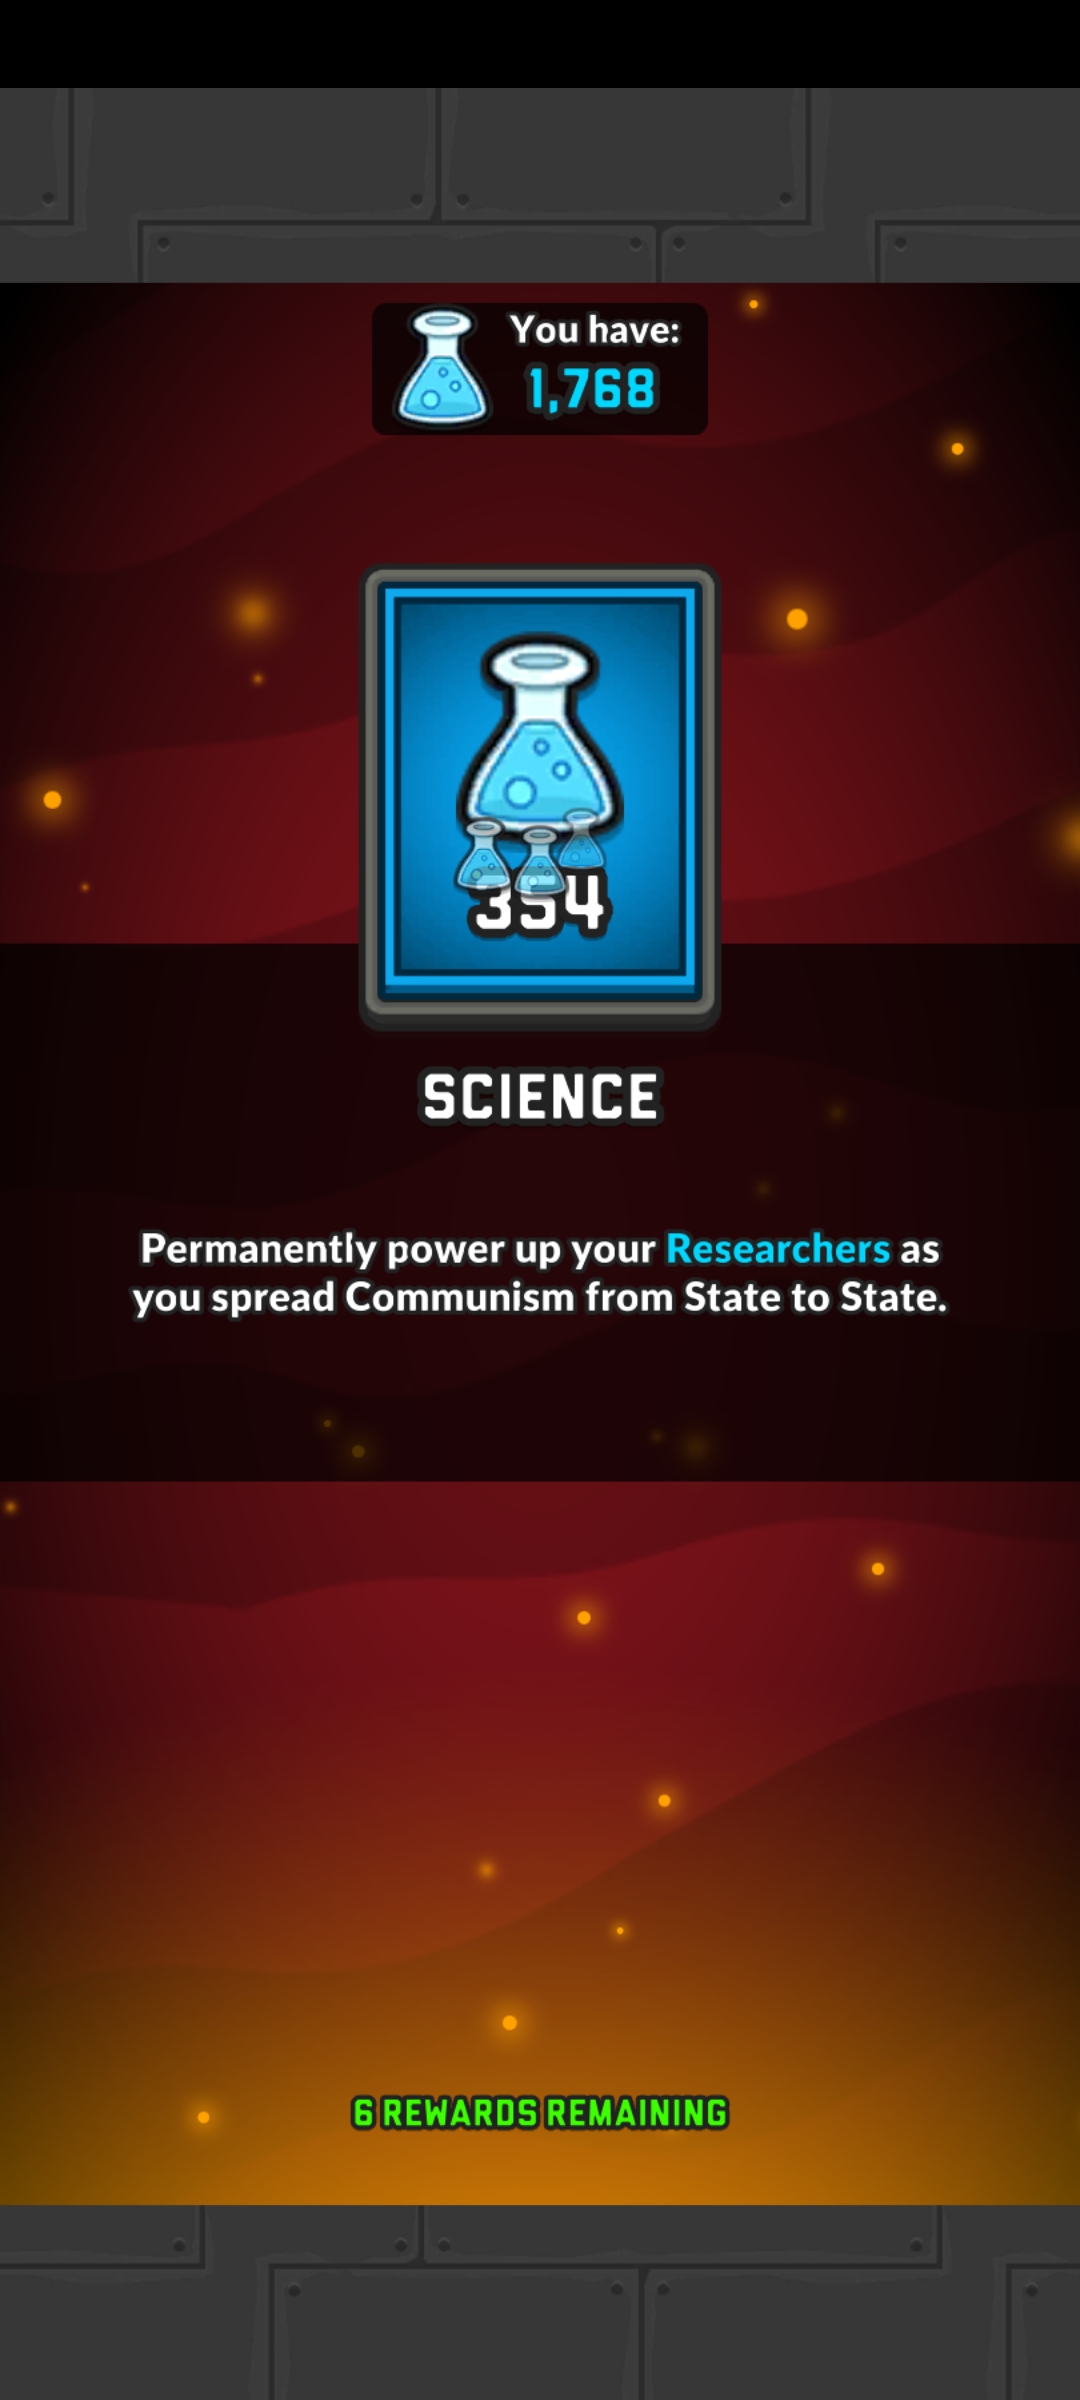 You have:
1,768
354
SCIENCE
Permanently power up your Researchers as
you spread Communism from State to State.
6 REWARDS REMAINING